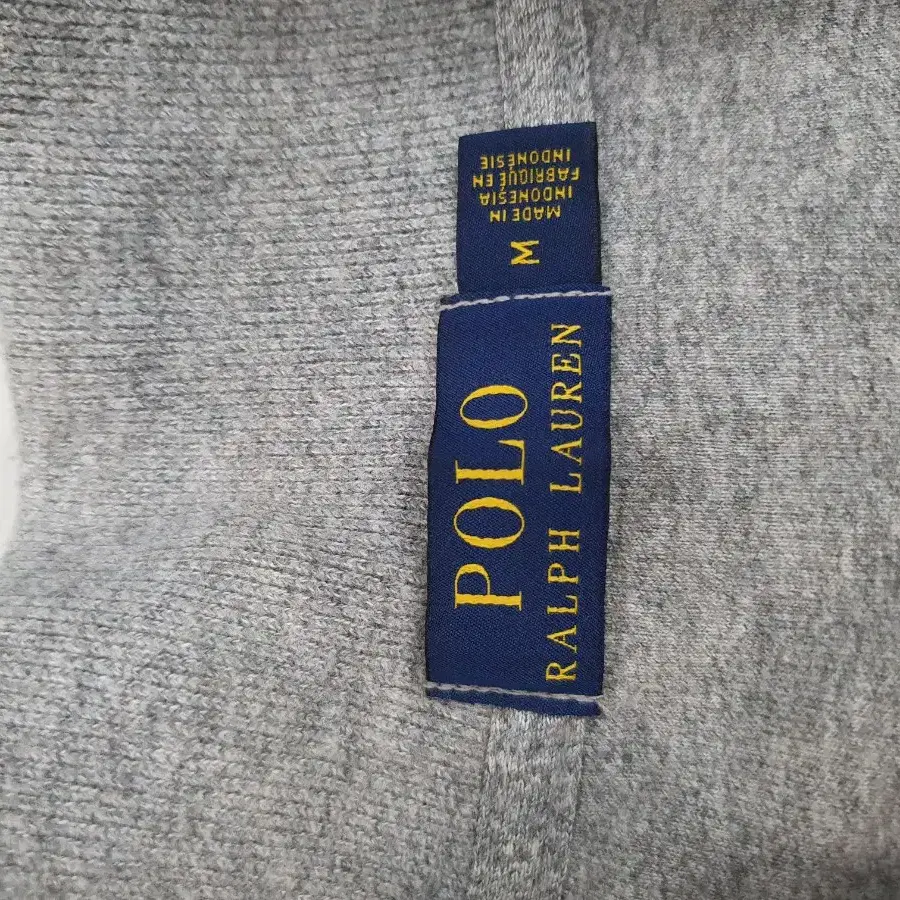 POLO
RALPH LAUREN
M
MADE IN
INDONESIA
FABRIQUÉ EN
INDONÉSIE